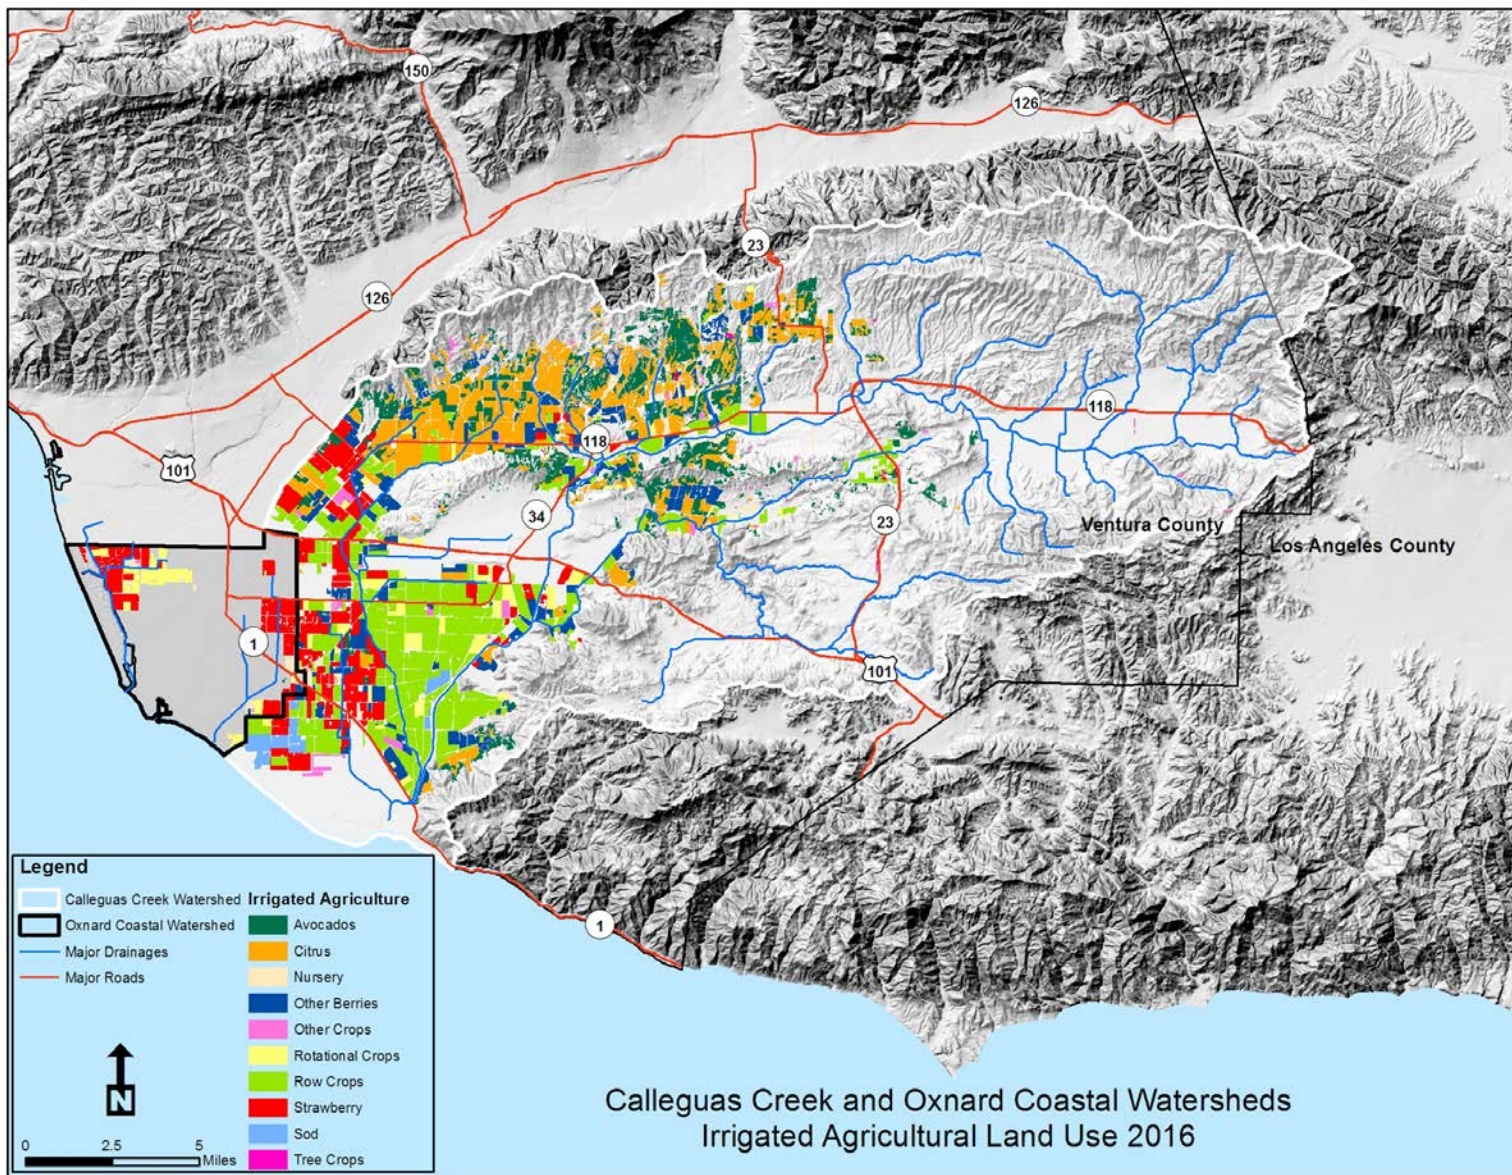 150
126
23
126
118
101
118
34
23
Ventura County
Los Angeles County
1
101
1
Legend
Calleguas Creek Watershed
Oxnard Coastal Watershed
Major Drainages
Major Roads
N
0 2.5 5
Miles
Irrigated Agriculture
Avocados
Citrus
Nursery
Other Berries
Other Crops
Rotational Crops
Row Crops
Strawberry
Sod
Tree Crops
Calleguas Creek and Oxnard Coastal Watersheds
Irrigated Agricultural Land Use 2016